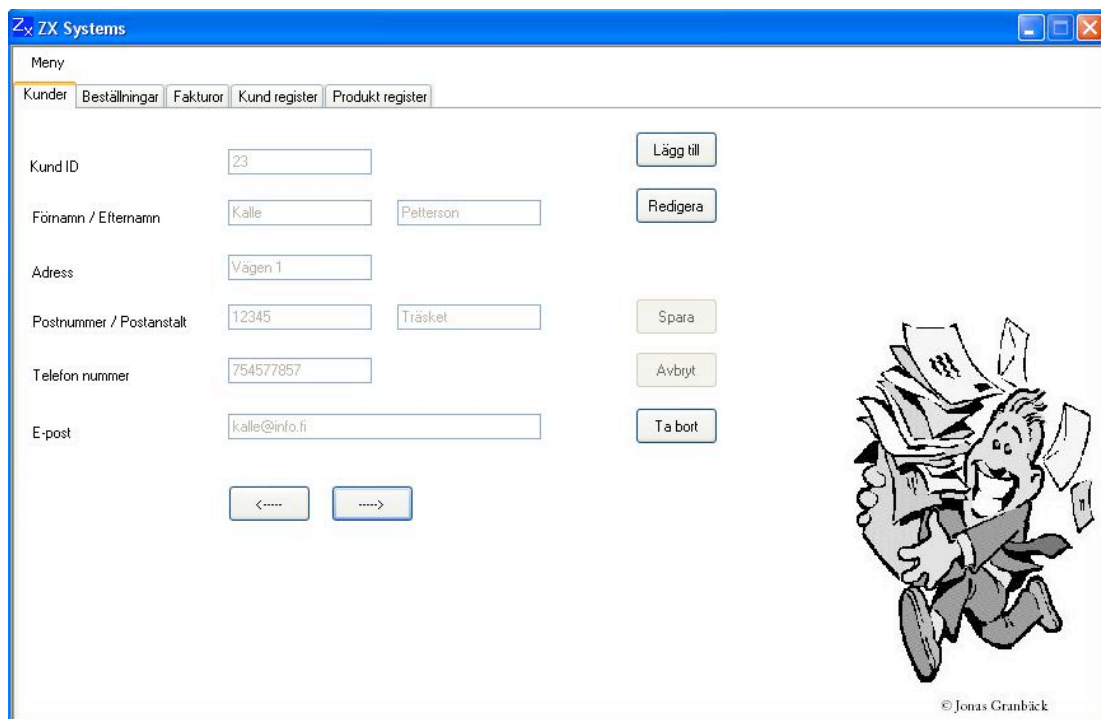 Zx ZX Systems
Meny
Kunder Beställningar Fakturor Kund register Produkt register
Kund ID 23 Lägg till
Förnamn / Efternamn Kalle Petterson Redigera
Adress Vägen 1
Postnummer / Postanstalt 12345 Träsket Spara
Telefon nummer 754577857 Avbryt
E-post kalle@info.fi Ta bort
<----- ----->
© Jonas Granbäck